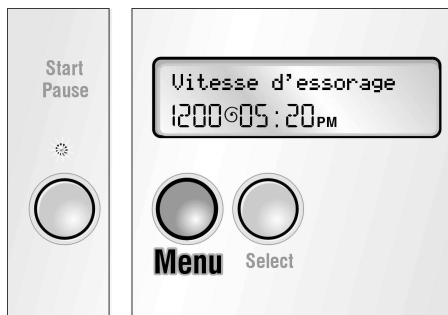 Start
Pause
Vitesse d'essorage
1200 05:20PM
Menu
Select